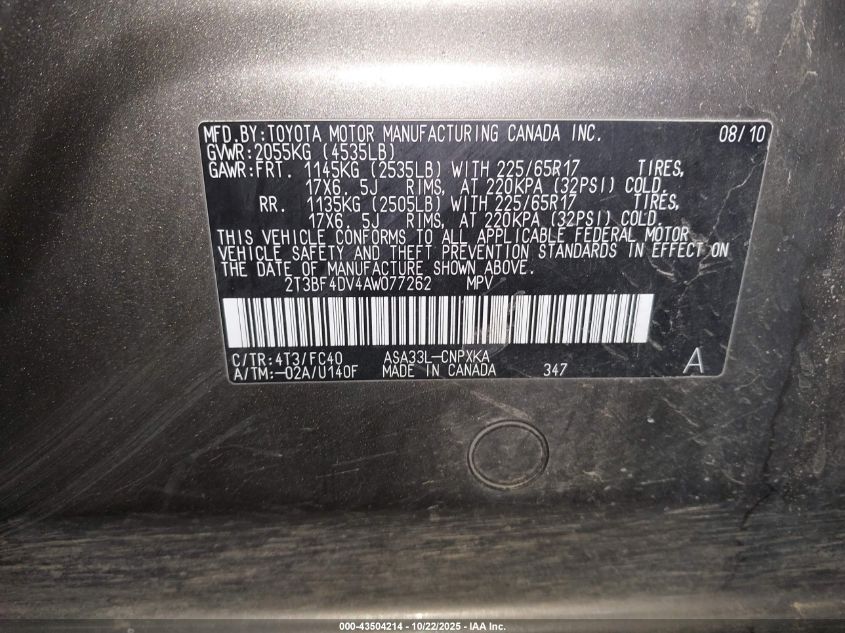 MFD.BY:TOYOTA MOTOR MANUFACTURING CANADA INC. 08/10
GVWR:2055KG (4535LB)
GAWR:FRT. 1145KG (2535LB) WITH 225/65R17 TIRES,
17X6.5J RIMS, AT 220KPA (32PSI) COLD.
RR. 1135KG (2505LB) WITH 225/65R17 TIRES,
17X6.5J RIMS, AT 220KPA (32PSI) COLD.
THIS VEHICLE CONFORMS TO ALL APPLICABLE FEDERAL MOTOR
VEHICLE SAFETY AND THEFT PREVENTION STANDARDS IN EFFECT ON
THE DATE OF MANUFACTURE SHOWN ABOVE.
2T3BF4DV4AW077262 MPV
C/TR:4T3/FC40 ASA33L-CNPXKA
A/TM:-02A/U140F MADE IN CANADA 347 A
000-43504214 - 10/22/2025 - IAA Inc.